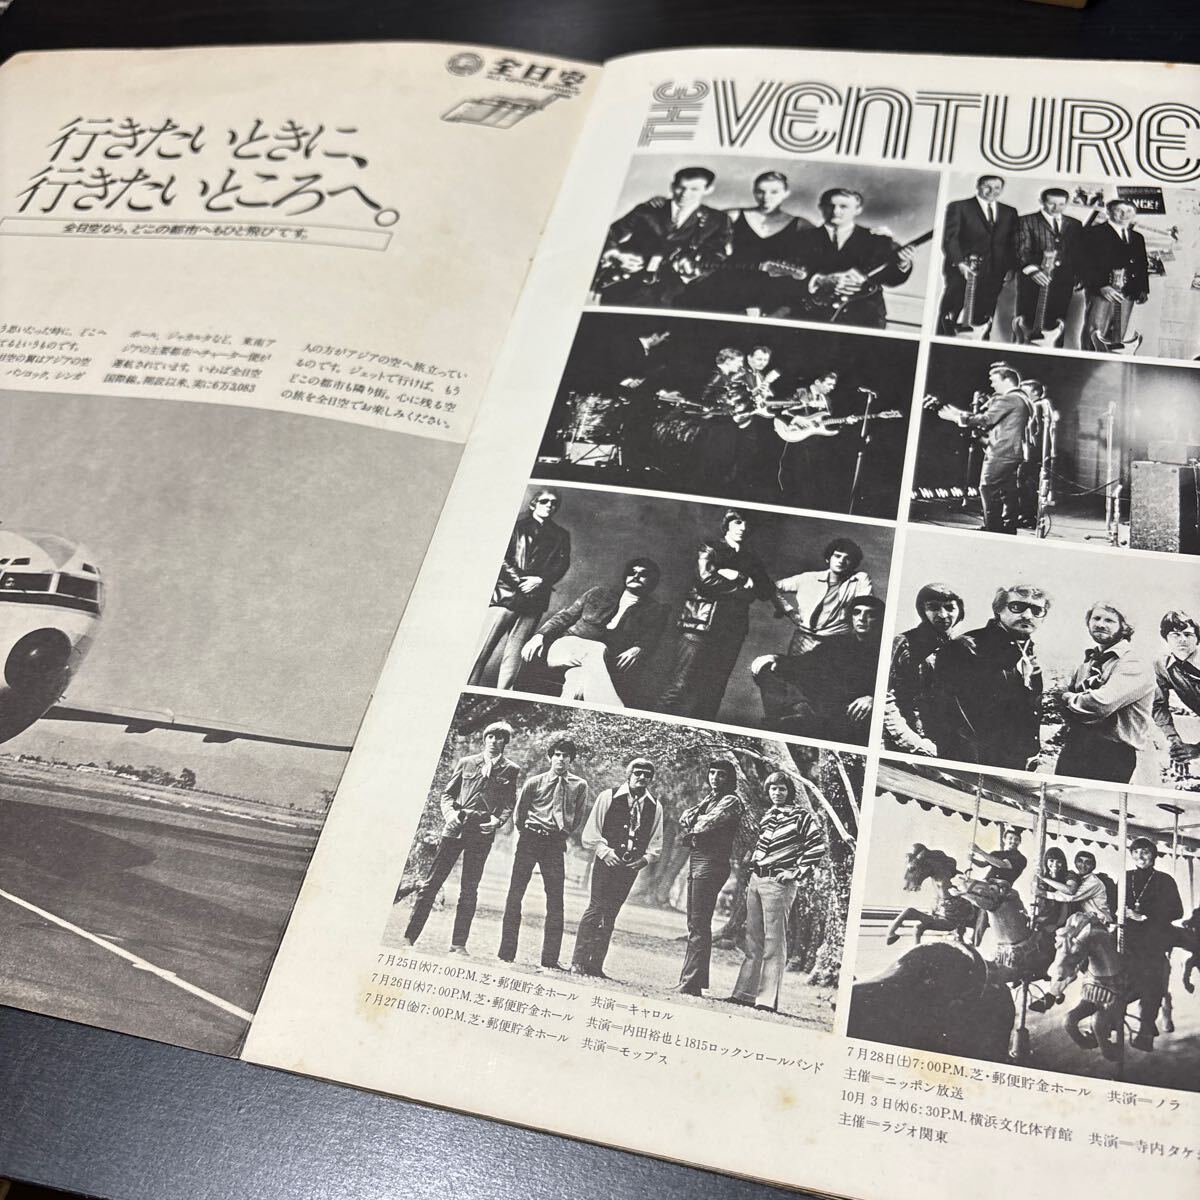 全日空
ALL NIPPON AIRWAYS
行きたいときに、
行きたいところへ。
全日空なら、どこの都市へもひと飛びです。
う思いたった時に、どこへ
てるというものです。
日空の翼はアジアの空
バンコック、シンガ
ポール、ジャカルタなど、東南ア
ジアの主要都市へチャーター便が
運航されています。いわば全日空
国際線。開設以来、実に6万3,083
人の方がアジアの空へ旅立ってい
るのです。ジェットで行けば、もう
どこの都市も隣り街。心に残る空
の旅を全日空でお楽しみください。
THE VENTURE
7月25日(水)7:00P.M.芝・郵便貯金ホール 共演=キャロル
7月26日(木)7:00P.M.芝・郵便貯金ホール 共演=内田裕也と1815ロックンロールバンド
7月27日(金)7:00P.M.芝・郵便貯金ホール 共演=モップス
7月28日(土)7:00P.M.芝・郵便貯金ホール 共演=ノラ
主催=ニッポン放送
10月3日(水)6:30P.M.横浜文化体育館 共演=寺内タケ
主催=ラジオ関東